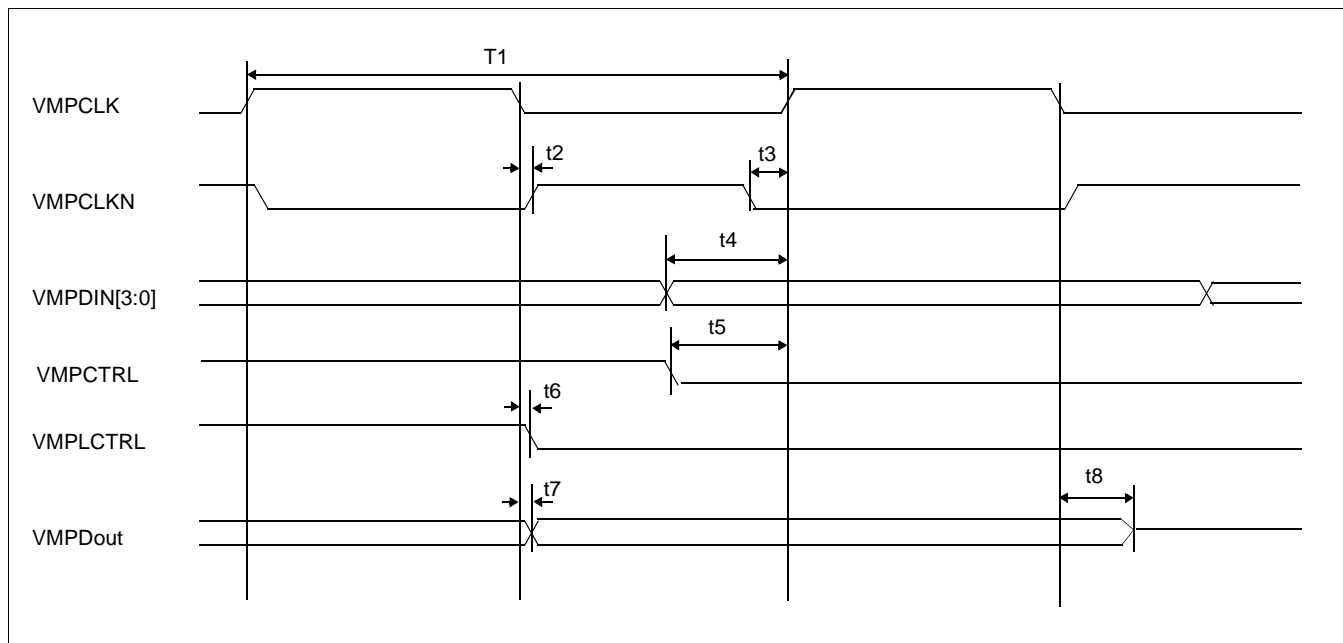 T1
VMPCLK
t2
t3
VMPCLKN
t4
VMPDIN[3:0]
t5
VMPCTRL
t6
VMPLCTRL
t7
t8
VMPDout